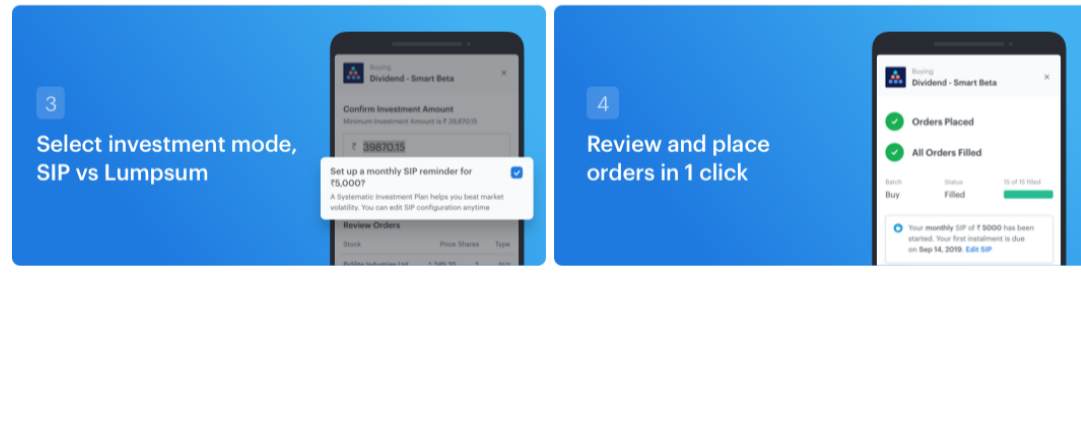 3
Select investment mode,
SIP vs Lumpsum
Buying
Dividend - Smart Beta
×
Confirm Investment Amount
Minimum Investment Amount is ₹ 39,870.15
₹ 39870.15
Set up a monthly SIP reminder for
₹5,000?
A Systematic Investment Plan helps you beat market
volatility. You can edit SIP configuration anytime
Review Orders
Stock Price Shares Type
Pidilite Industries Ltd
4
Review and place
orders in 1 click
Buying
Dividend - Smart Beta
×
Orders Placed
All Orders Filled
Batch Status 15 of 15 filled
Buy Filled
Your monthly SIP of ₹ 5000 has been
started. Your first instalment is due
on Sep 14, 2019. Edit SIP